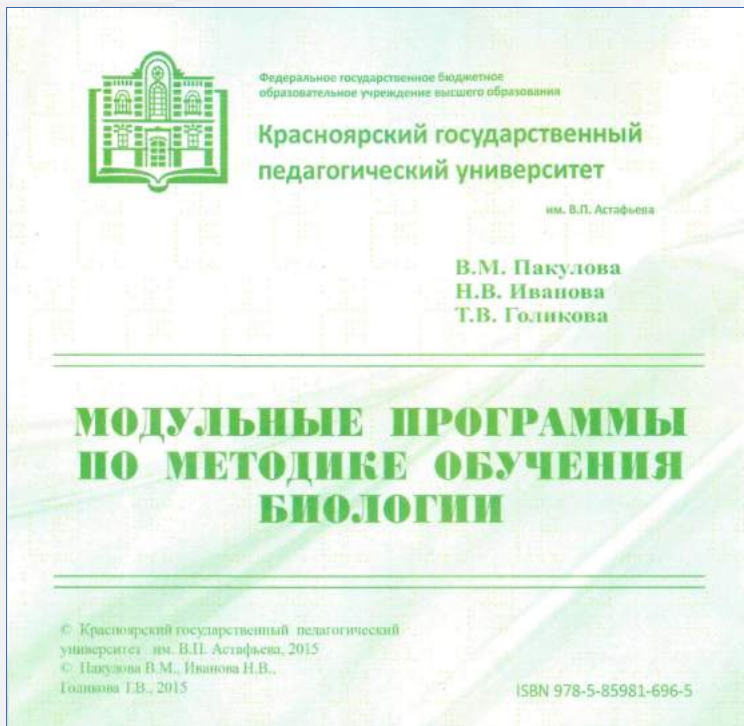 Федеральное государственное бюджетное
образовательное учреждение высшего образования
Красноярский государственный
педагогический университет
им. В.П. Астафьева
В.М. Пакулова
Н.В. Иванова
Т.В. Голикова
МОДУЛЬНЫЕ ПРОГРАММЫ
ПО МЕТОДИКЕ ОБУЧЕНИЯ
БИОЛОГИИ
© Красноярский государственный педагогический
университет им. В.П. Астафьева, 2015
© Пакулова В.М., Иванова Н.В.,
Голикова Т.В., 2015
ISBN 978-5-85981-696-5